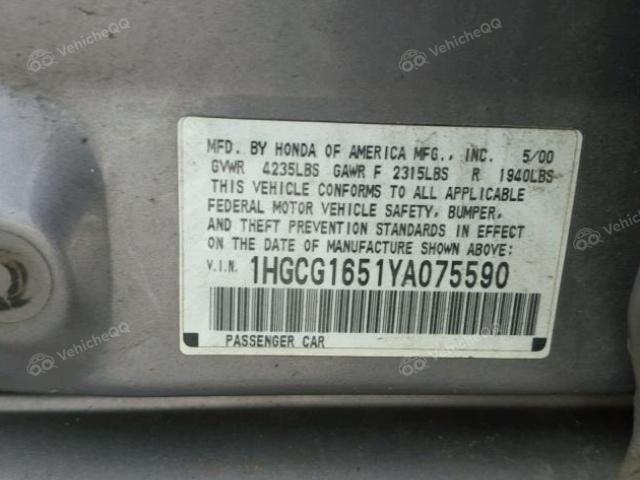 MFD. BY HONDA OF AMERICA MFG., INC. 5/00
GVWR 4235LBS GAWR F 2315LBS R 1940LBS
THIS VEHICLE CONFORMS TO ALL APPLICABLE
FEDERAL MOTOR VEHICLE SAFETY, BUMPER,
AND THEFT PREVENTION STANDARDS IN EFFECT
ON THE DATE OF MANUFACTURE SHOWN ABOVE:
V.I.N. 1HGCG1651YA075590
PASSENGER CAR
VehicheQQ
VehicheQQ
VehicheQQ
VehicheQQ
VehicheQQ
VehicheQQ